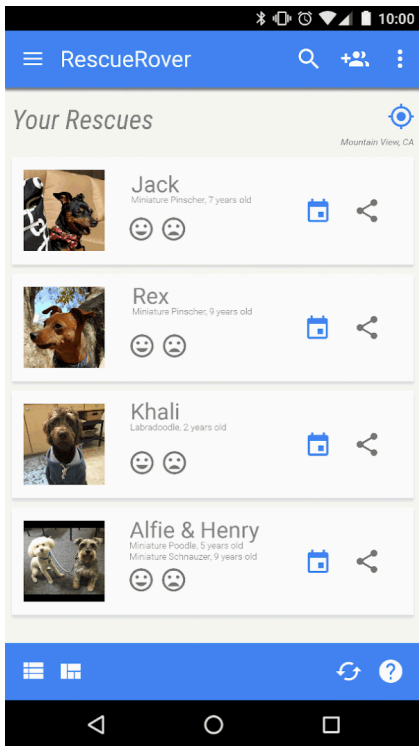 10:00
RescueRover
Your Rescues
Mountain View, CA
Jack
Miniature Pinscher, 7 years old
Rex
Miniature Pinscher, 9 years old
Khali
Labradoodle, 2 years old
Alfie & Henry
Miniature Poodle, 5 years old
Miniature Schnauzer, 9 years old